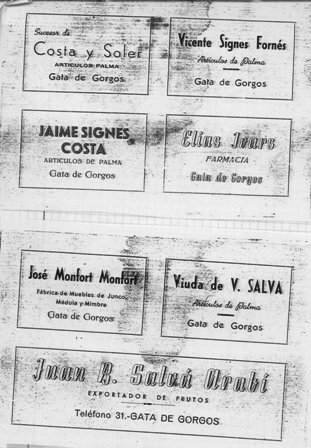 Sucesor de
Costa y Soler
ARTICULOS PALMA
Gata de Gorgos
Vicente Signes Fornés
Artículos de Palma
Gata de Gorgos
JAIME SIGNES
COSTA
ARTICULOS DE PALMA
Gata de Gorgos
Elías Ivars
FARMACIA
Gata de Gorgos
José Monfort Monfort
Fábrica de Muebles de Junco,
Médula y Mimbre
Gata de Gorgos
Viuda de V. SALVA
Artículos de Palma
Gata de Gorgos
Juan B. Salvá Arabí
EXPORTADOR DE FRUTOS
Teléfono 31.-GATA DE GORGOS